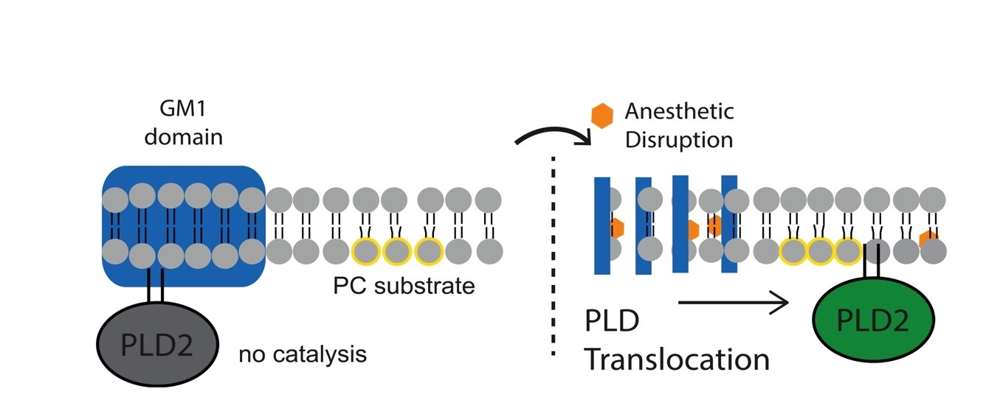 GM1
domain
PC substrate
PLD2
no catalysis
Anesthetic
Disruption
PLD
Translocation
PLD2